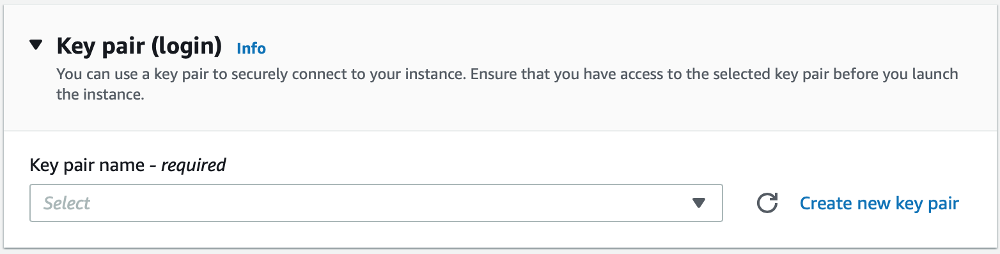 Key pair (login) Info
You can use a key pair to securely connect to your instance. Ensure that you have access to the selected key pair before you launch
the instance.
Key pair name - required
Select
Create new key pair